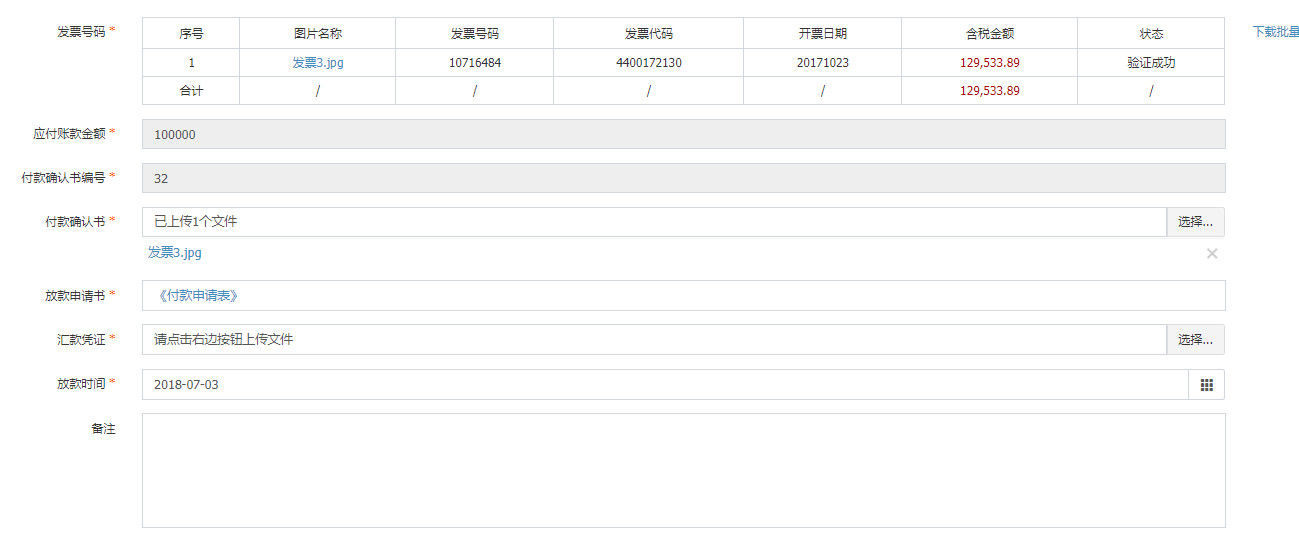 发票号码 * 序号 图片名称 发票号码 发票代码 开票日期 含税金额 状态 下载批量
1 发票3.jpg 10716484 4400172130 20171023 129,533.89 验证成功
合计 / / / / 129,533.89 /
应付账款金额 * 100000
付款确认书编号 * 32
付款确认书 * 已上传1个文件 选择...
发票3.jpg ×
放款申请书 * 《付款申请表》
汇款凭证 * 请点击右边按钮上传文件 选择...
放款时间 * 2018-07-03
备注